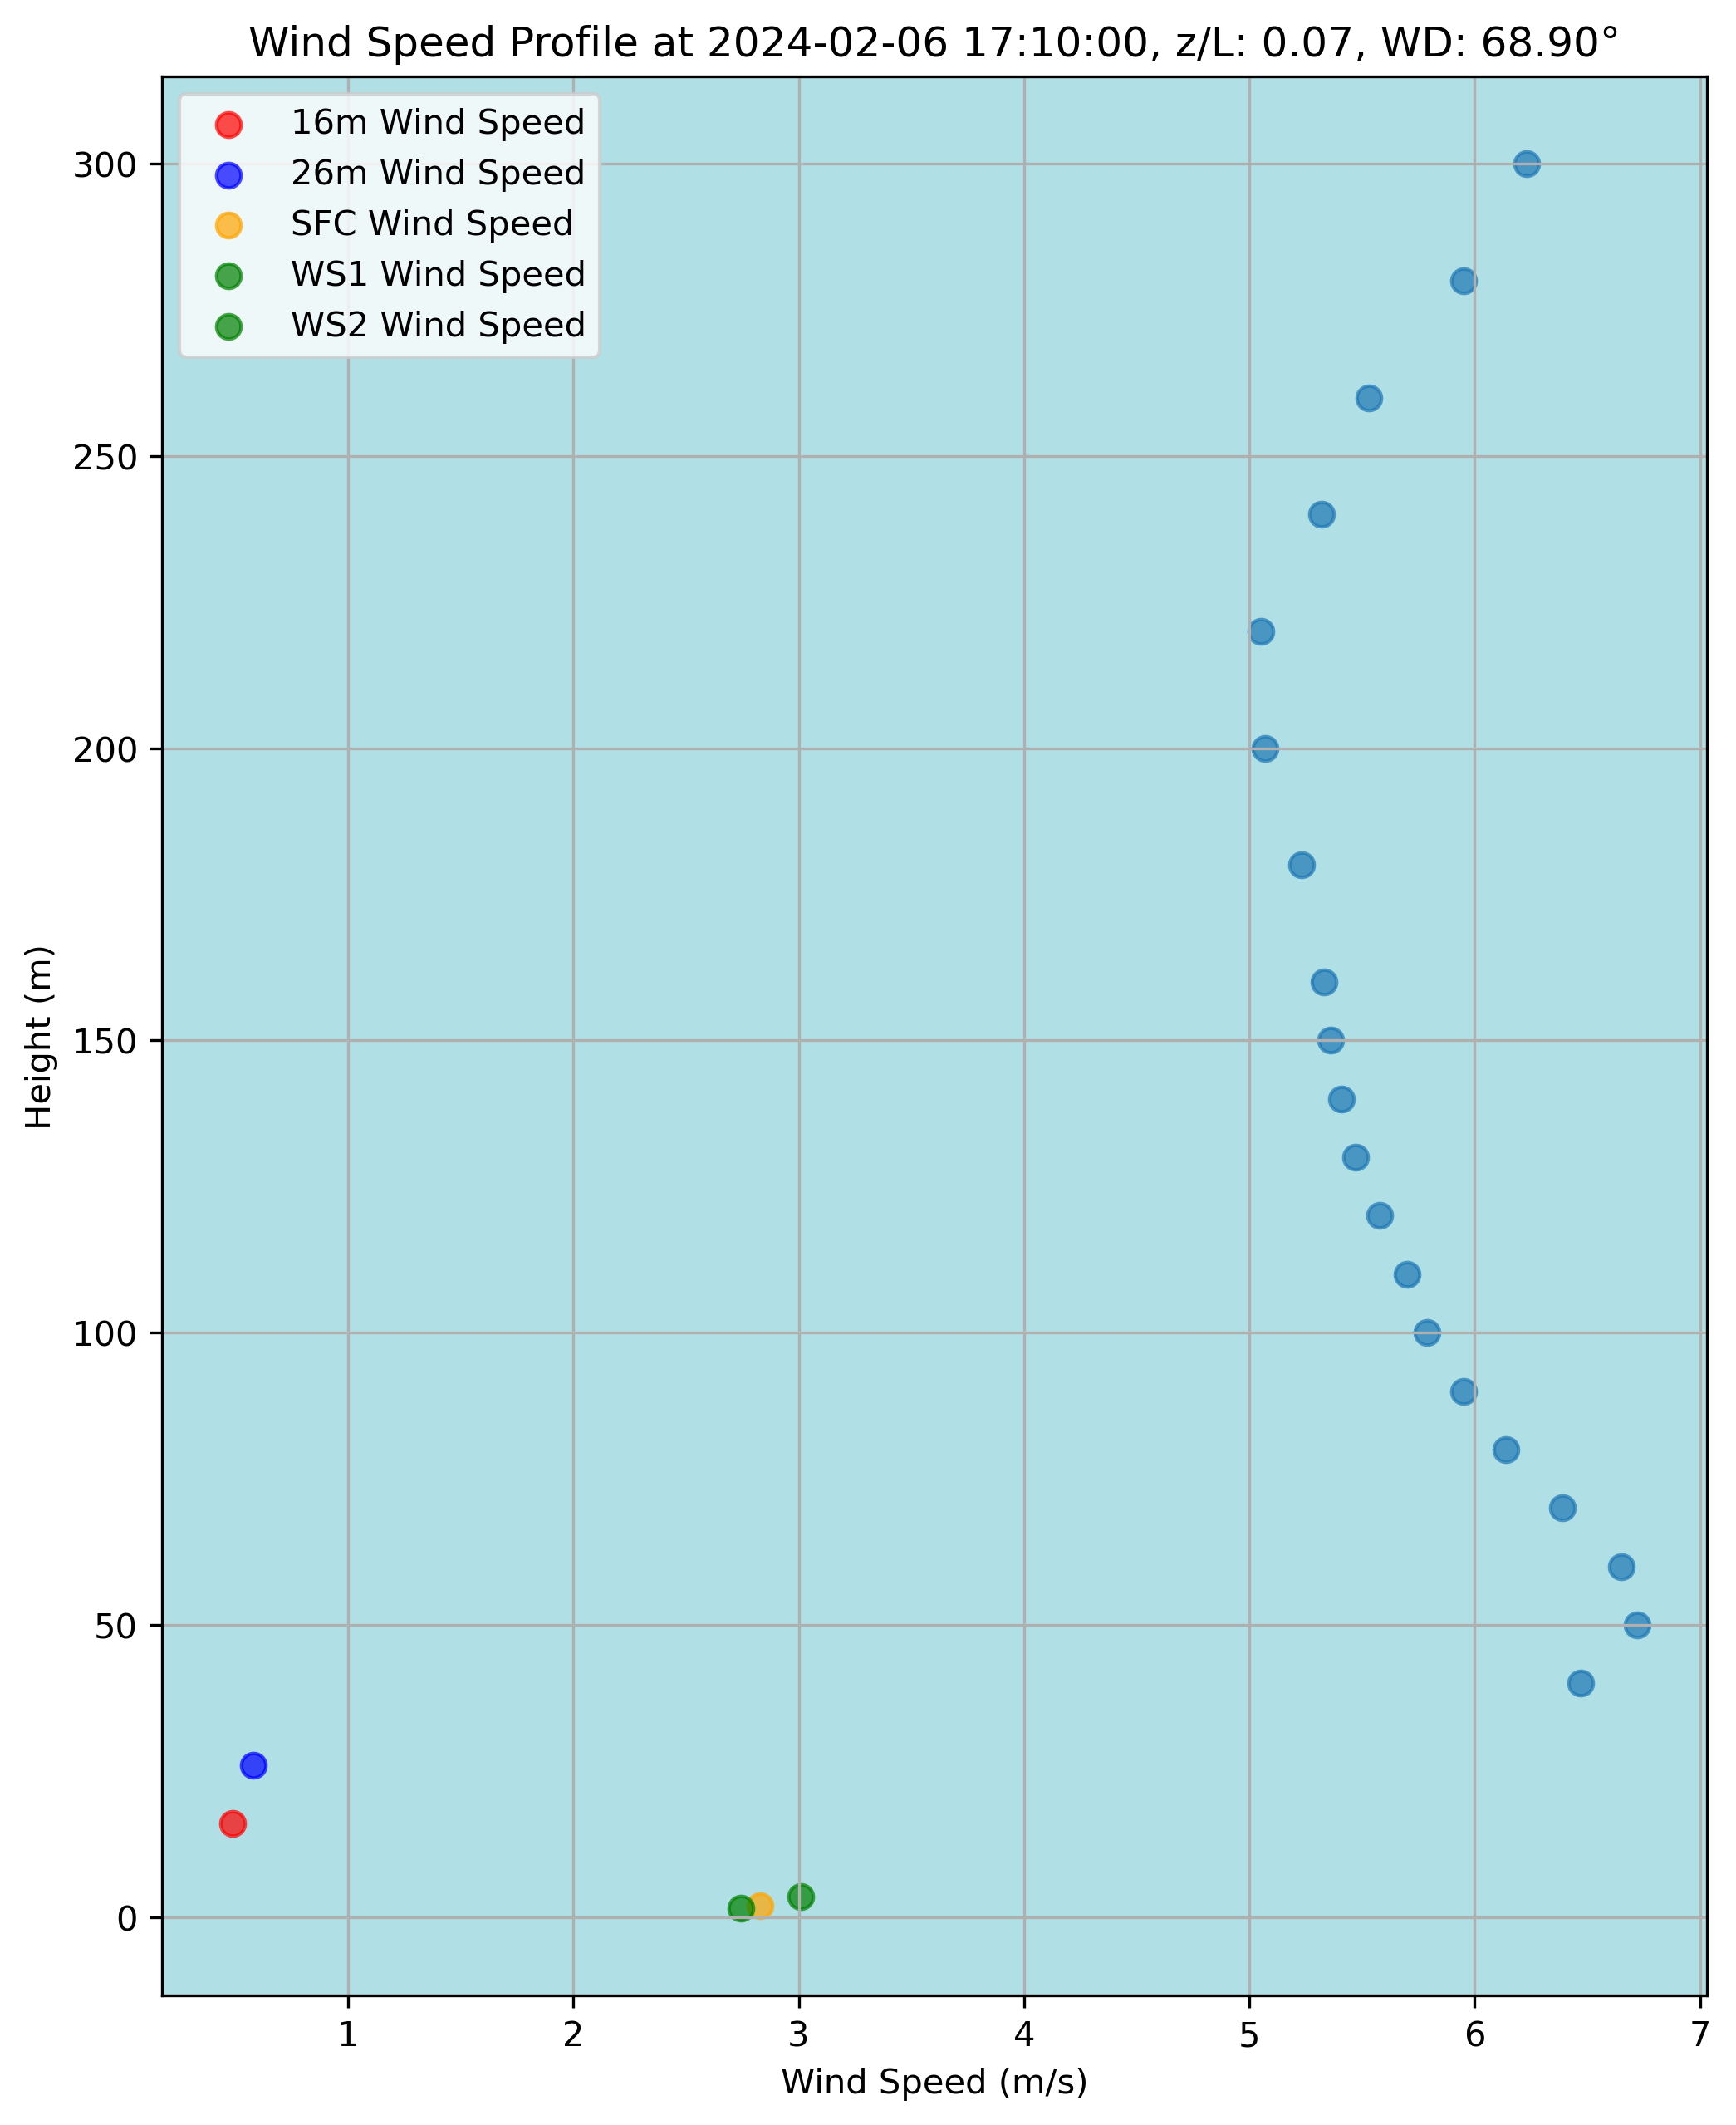 Wind Speed Profile at 2024-02-06 17:10:00, z/L: 0.07, WD: 68.90°
16m Wind Speed
26m Wind Speed
SFC Wind Speed
WS1 Wind Speed
WS2 Wind Speed
300
250
200
150
100
50
0
Height (m)
1 2 3 4 5 6 7
Wind Speed (m/s)